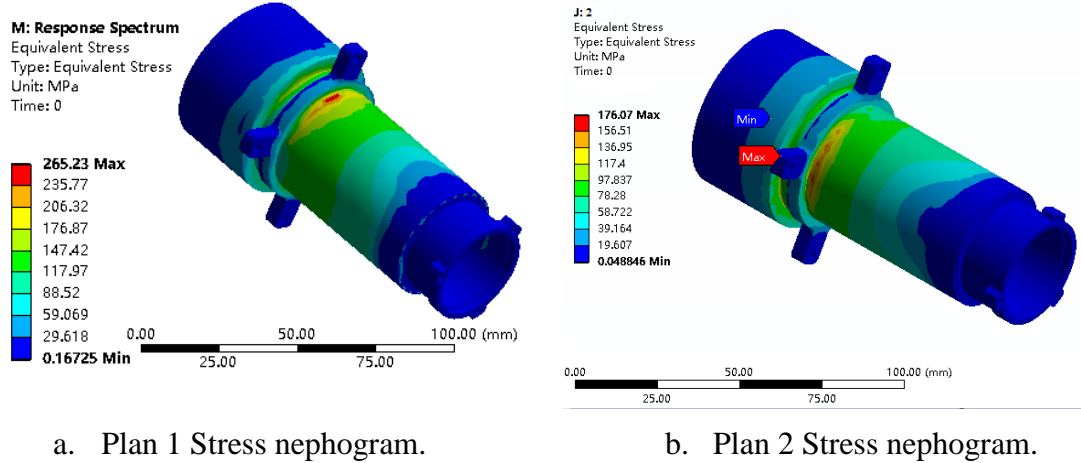 M: Response Spectrum
Equivalent Stress
Type: Equivalent Stress
Unit: MPa
Time: 0
265.23 Max
235.77
206.32
176.87
147.42
117.97
88.52
59.069
29.618
0.16725 Min
0.00 50.00 100.00 (mm)
25.00 75.00
J: 2
Equivalent Stress
Type: Equivalent Stress
Unit: MPa
Time: 0
176.07 Max
156.51
136.95
117.4
97.837
78.28
58.722
39.164
19.607
0.048846 Min
Min
Max
0.00 50.00 100.00 (mm)
25.00 75.00
a. Plan 1 Stress nephogram.
b. Plan 2 Stress nephogram.